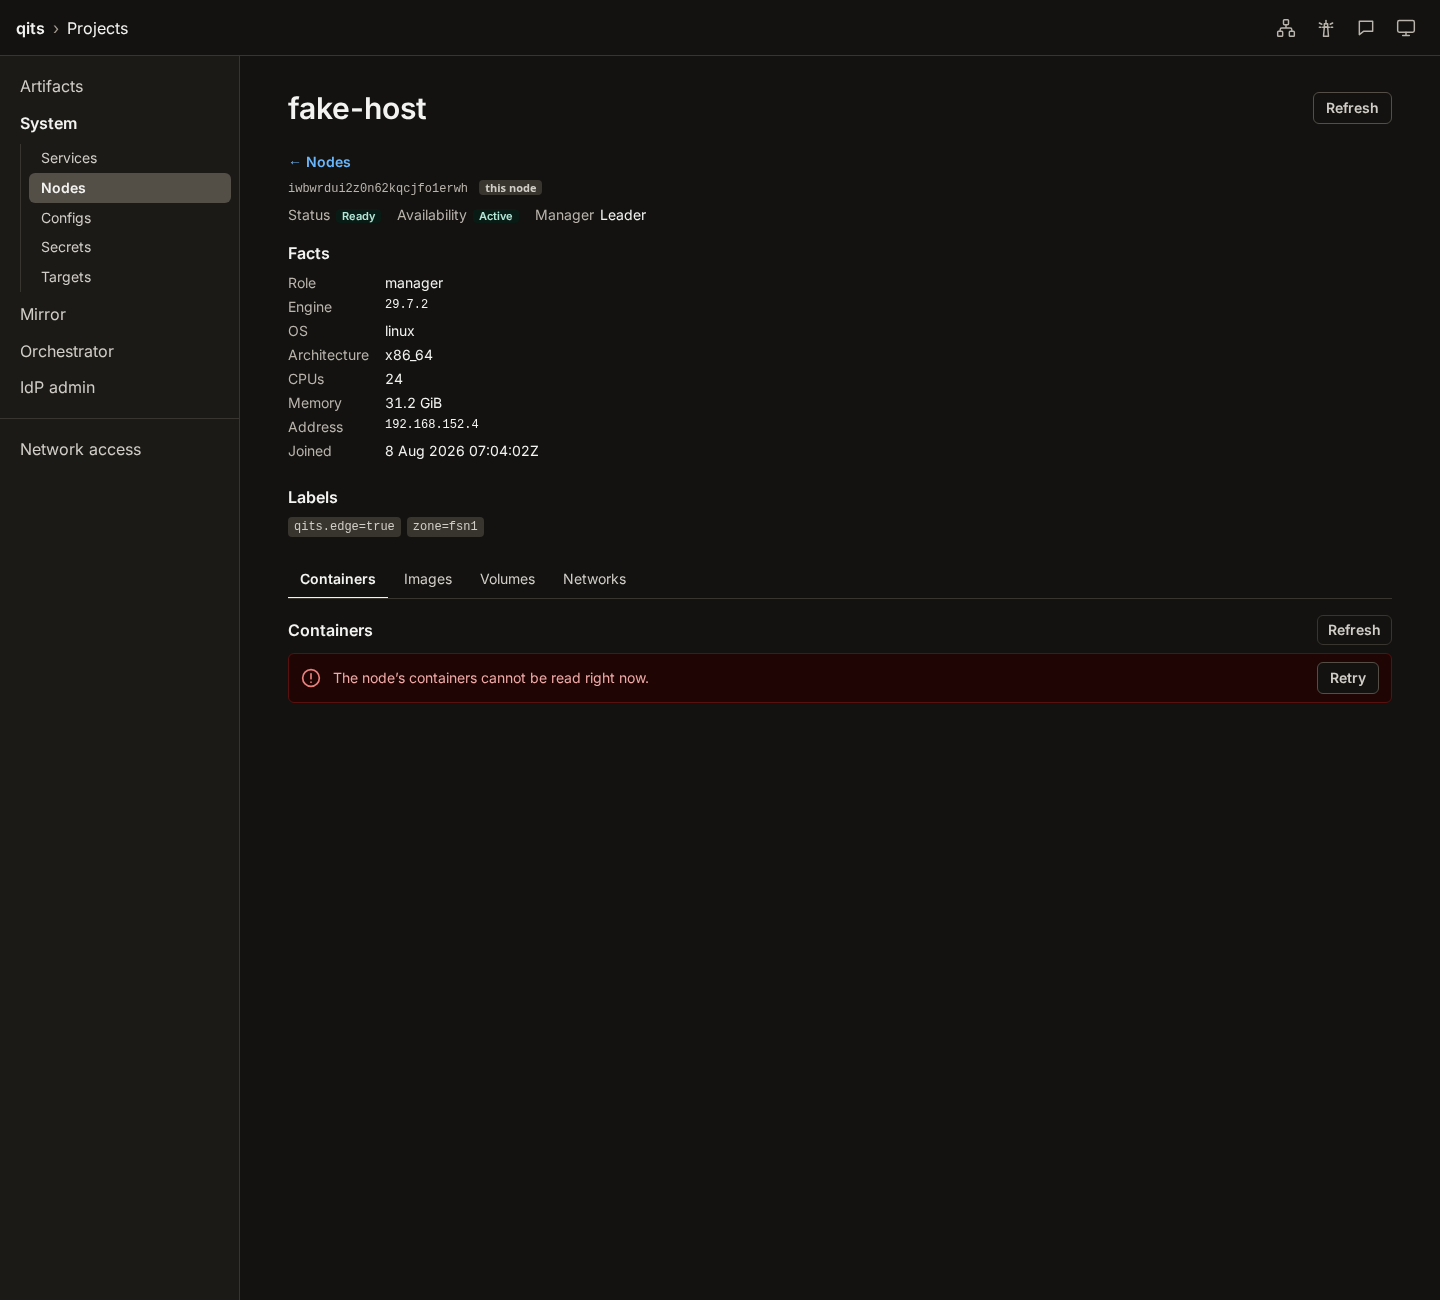 qits › Projects
Artifacts
System
Services
Nodes
Configs
Secrets
Targets
Mirror
Orchestrator
IdP admin
Network access
fake-host
Refresh
← Nodes
iwbwrdui2z0n62kqcjfo1erwh this node
Status Ready Availability Active Manager Leader
Facts
Role manager
Engine 29.7.2
OS linux
Architecture x86_64
CPUs 24
Memory 31.2 GiB
Address 192.168.152.4
Joined 8 Aug 2026 07:04:02Z
Labels
qits.edge=true zone=fsn1
Containers Images Volumes Networks
Containers Refresh
The node’s containers cannot be read right now. Retry